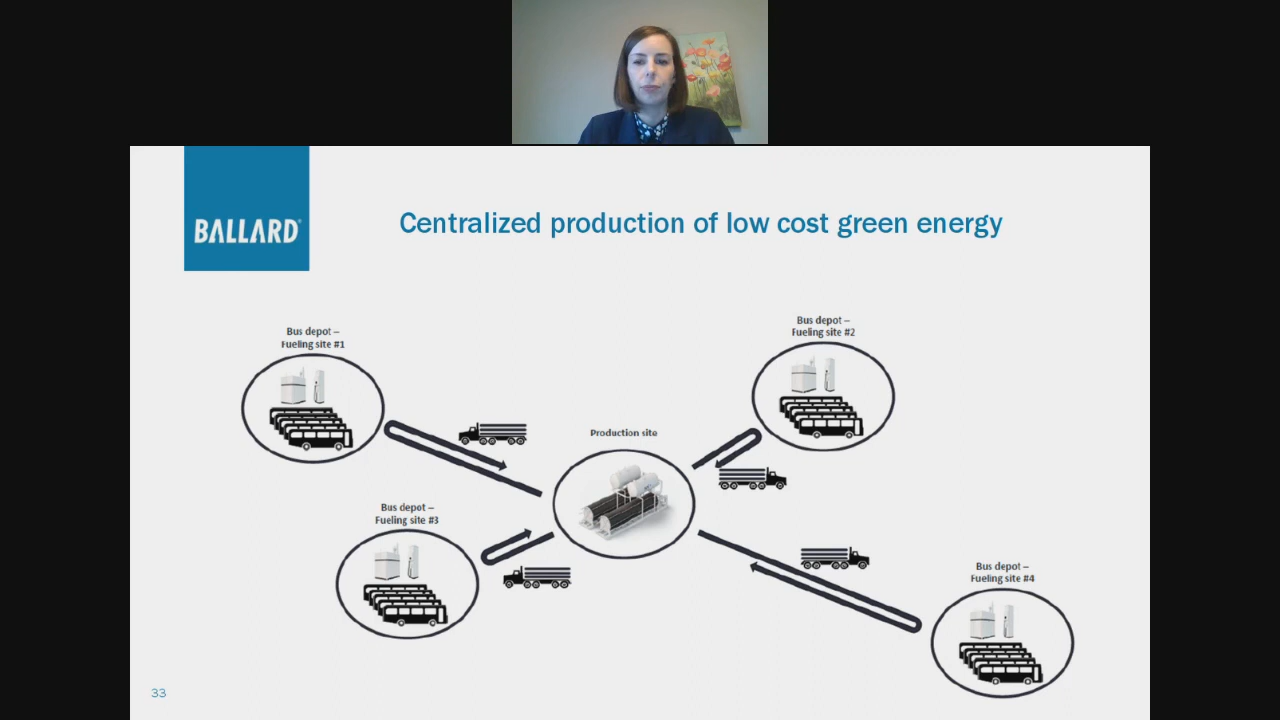 BALLARD
Centralized production of low cost green energy
Bus depot –
Fueling site #1
Bus depot –
Fueling site #2
Production site
Bus depot –
Fueling site #3
Bus depot –
Fueling site #4
33